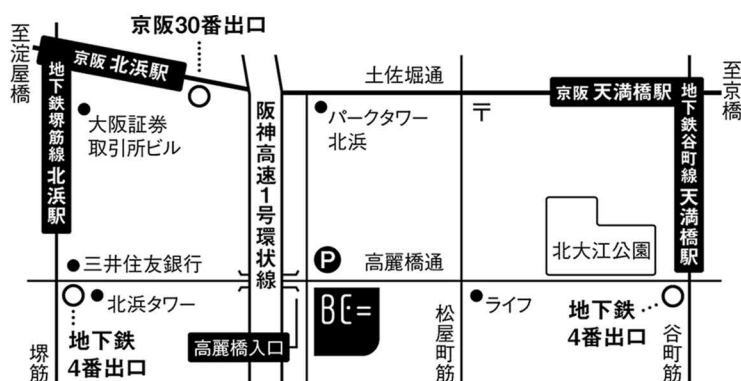 京阪30番出口
至淀屋橋
京阪 北浜駅
地下鉄堺筋線 北浜駅
大阪証券
取引所ビル
阪神高速1号環状線
土佐堀通
パークタワー
北浜
〒
京阪 天満橋駅
至京橋
地下鉄谷町線 天満橋駅
北大江公園
三井住友銀行
P
高麗橋通
北浜タワー
地下鉄
4番出口
堺筋
高麗橋入口
BE=
松屋町筋
ライフ
地下鉄
4番出口
谷町筋